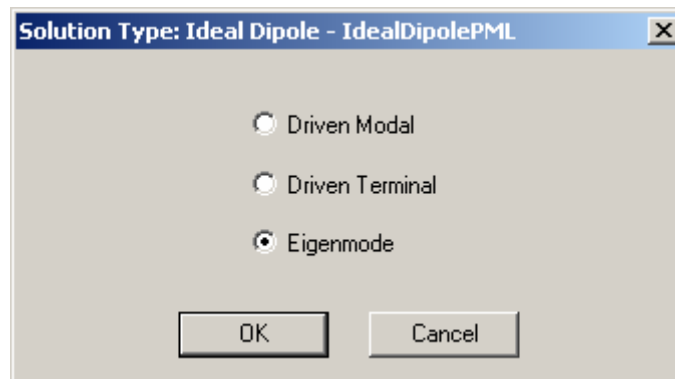 Solution Type: Ideal Dipole - IdealDipolePML
Driven Modal
Driven Terminal
Eigenmode
OK Cancel